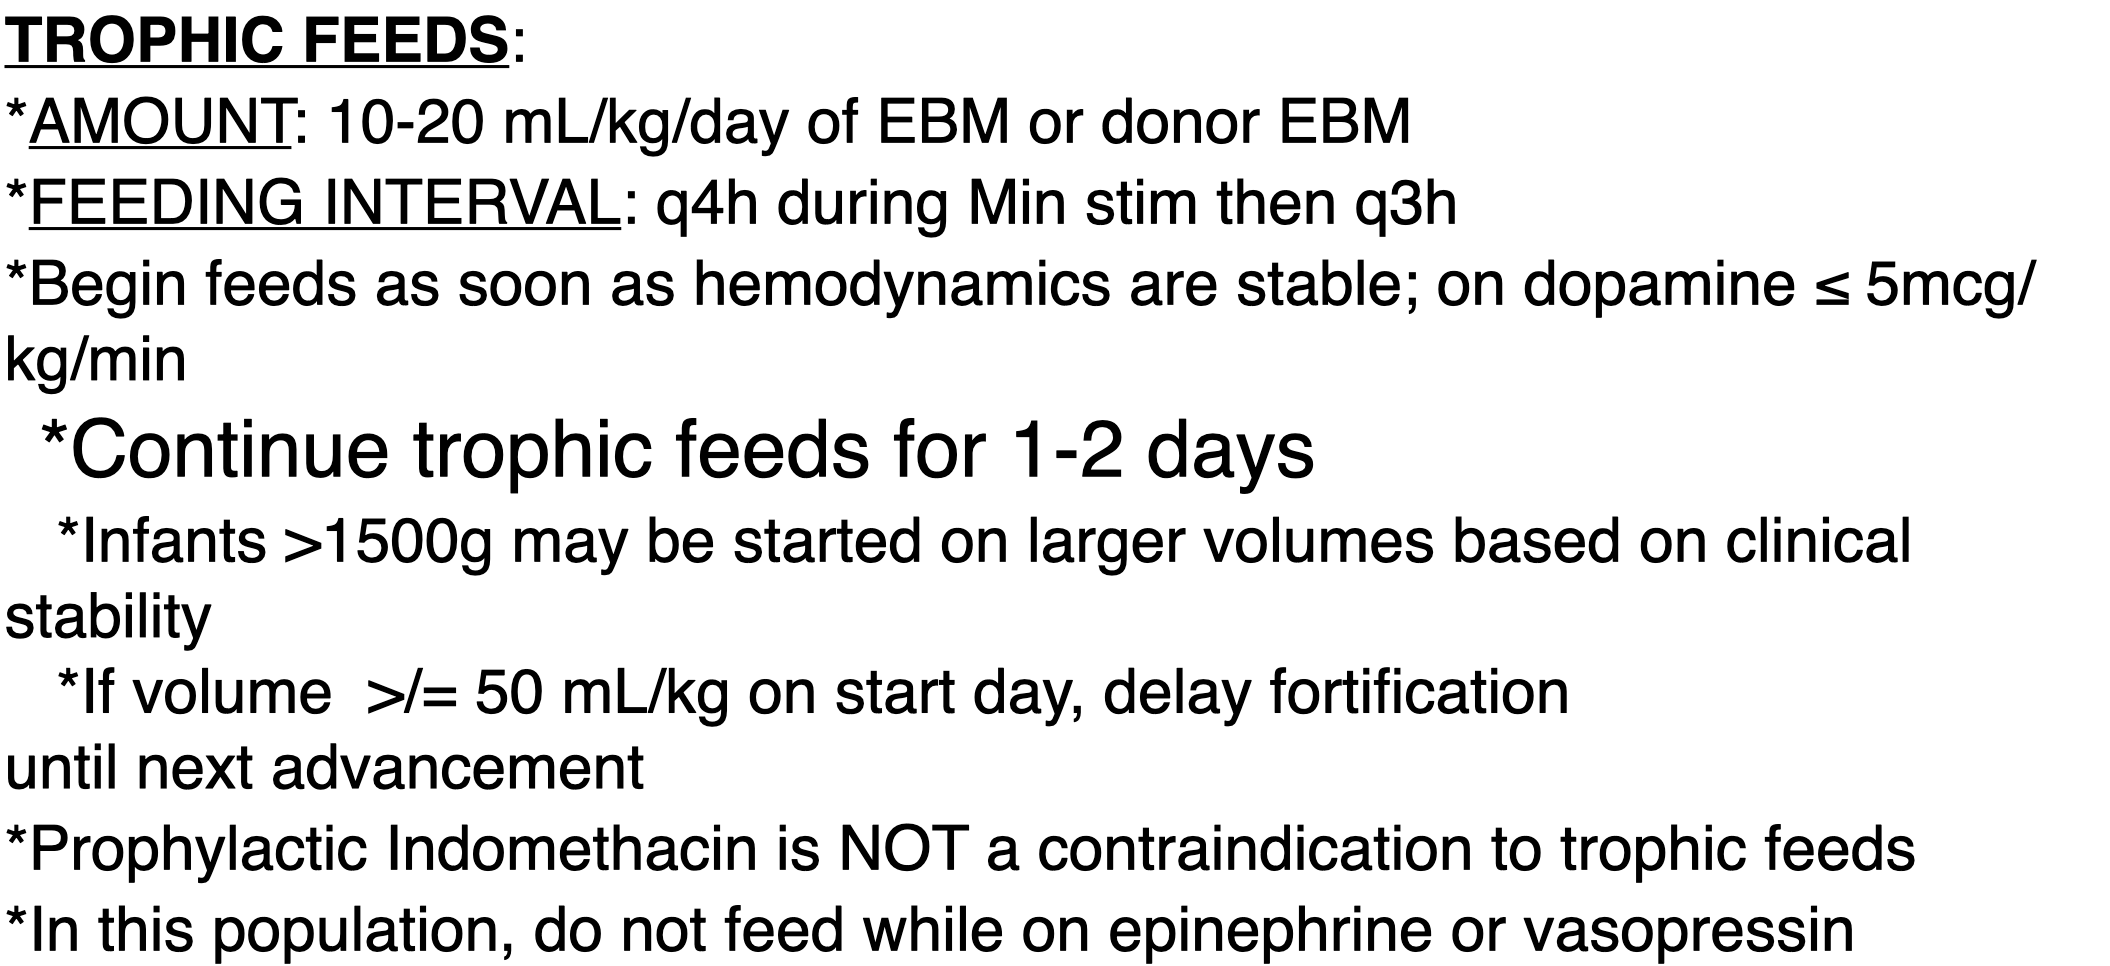 TROPHIC FEEDS:
*AMOUNT: 10-20 mL/kg/day of EBM or donor EBM
*FEEDING INTERVAL: q4h during Min stim then q3h
*Begin feeds as soon as hemodynamics are stable; on dopamine ≤ 5mcg/
kg/min
*Continue trophic feeds for 1-2 days
*Infants >1500g may be started on larger volumes based on clinical
stability
*If volume  >/= 50 mL/kg on start day, delay fortification
until next advancement
*Prophylactic Indomethacin is NOT a contraindication to trophic feeds
*In this population, do not feed while on epinephrine or vasopressin